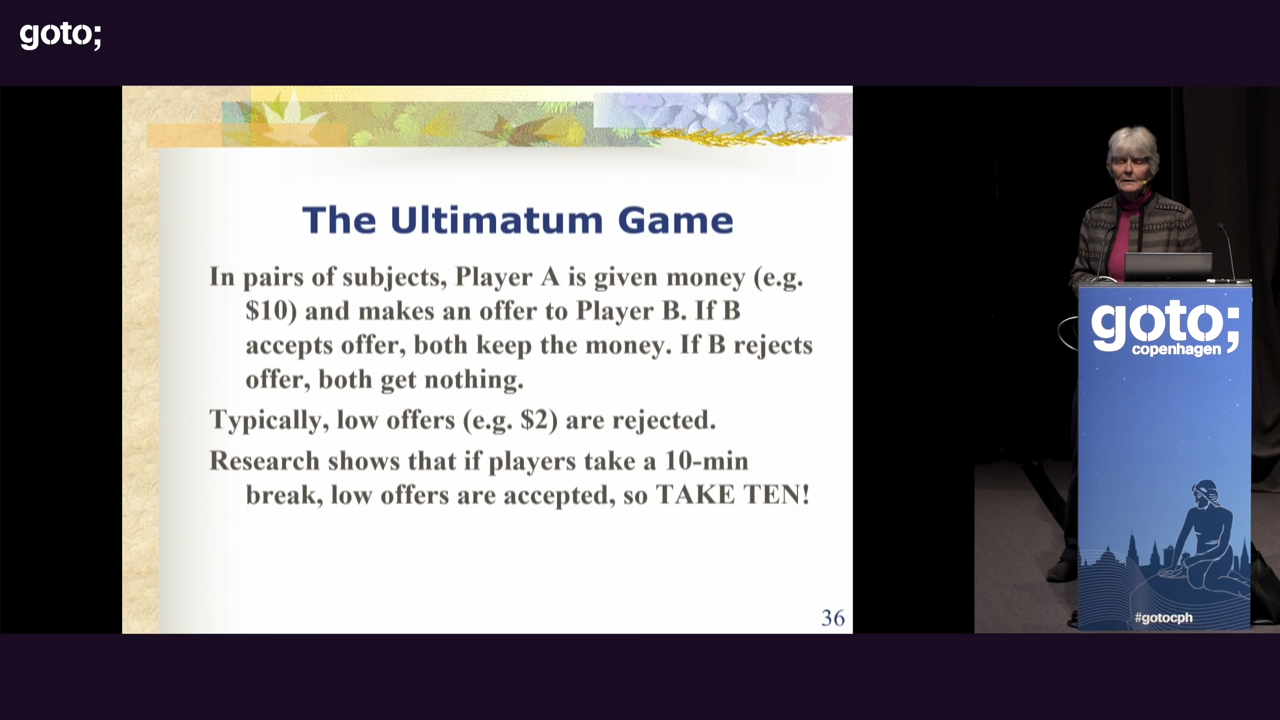 goto;
The Ultimatum Game
In pairs of subjects, Player A is given money (e.g.
$10) and makes an offer to Player B. If B
accepts offer, both keep the money. If B rejects
offer, both get nothing.
Typically, low offers (e.g. $2) are rejected.
Research shows that if players take a 10-min
break, low offers are accepted, so TAKE TEN!
36
goto;
copenhagen
#gotocph